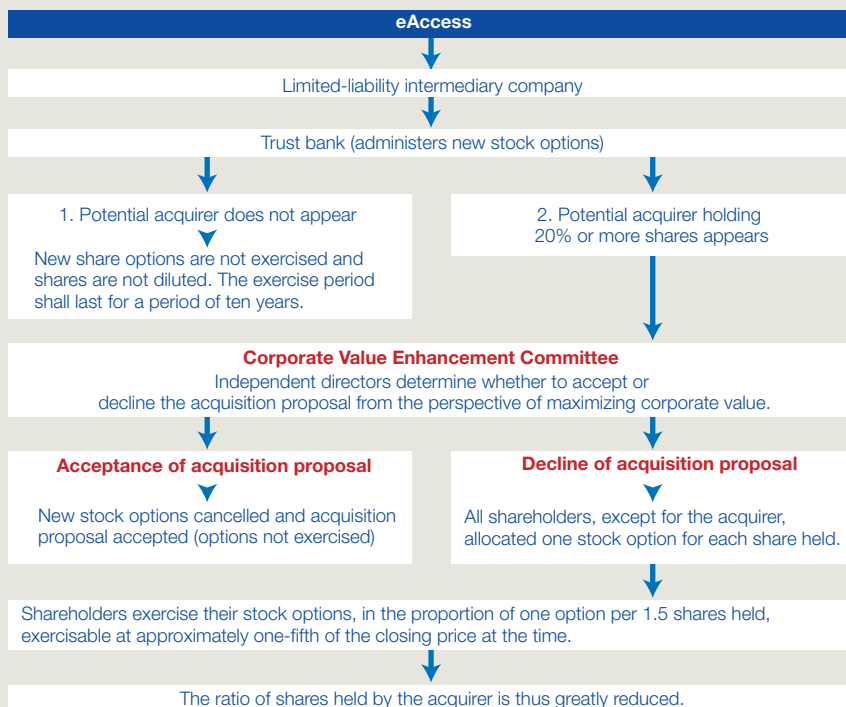 eAccess
Limited-liability intermediary company
Trust bank (administers new stock options)
1. Potential acquirer does not appear
New share options are not exercised and
shares are not diluted. The exercise period
shall last for a period of ten years.
2. Potential acquirer holding
20% or more shares appears
Corporate Value Enhancement Committee
Independent directors determine whether to accept or
decline the acquisition proposal from the perspective of maximizing corporate value.
Acceptance of acquisition proposal
New stock options cancelled and acquisition
proposal accepted (options not exercised)
Decline of acquisition proposal
All shareholders, except for the acquirer,
allocated one stock option for each share held.
Shareholders exercise their stock options, in the proportion of one option per 1.5 shares held,
exercisable at approximately one-fifth of the closing price at the time.
The ratio of shares held by the acquirer is thus greatly reduced.